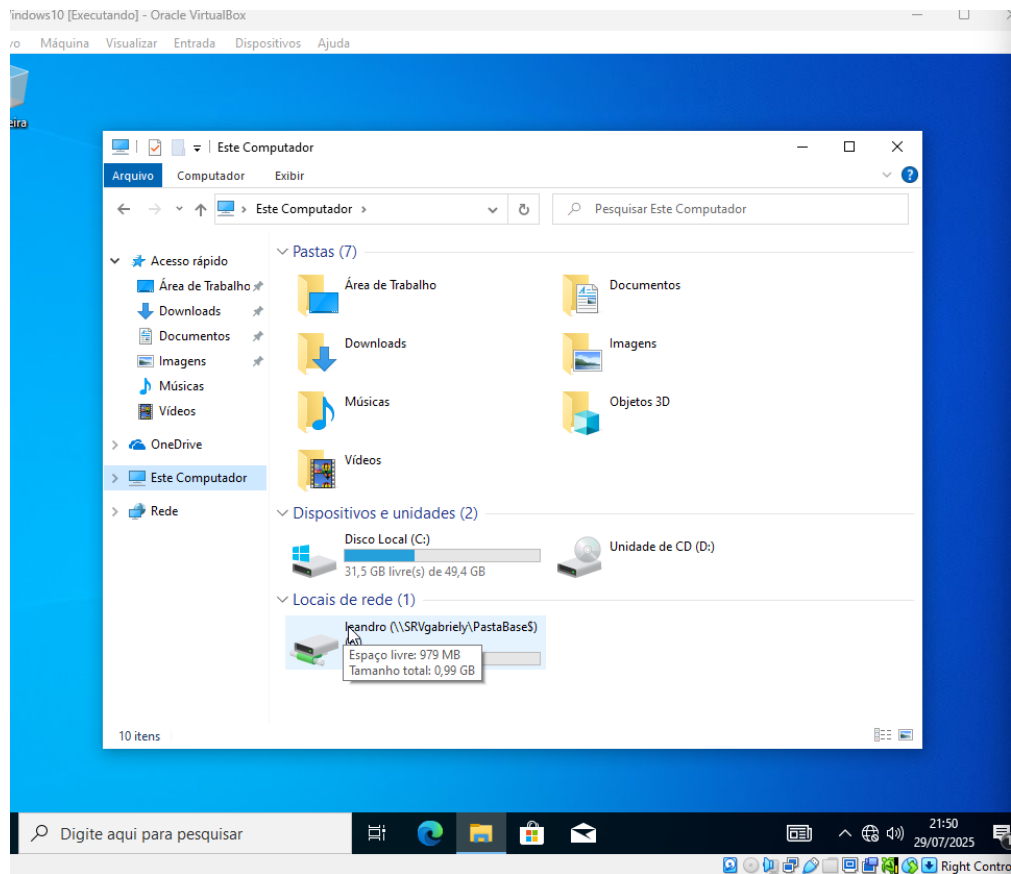 indows10 [Executando] - Oracle VirtualBox
vo Máquina Visualizar Entrada Dispositivos Ajuda
eira
Este Computador
Arquivo Computador Exibir
Este Computador
Pesquisar Este Computador
Acesso rápido
Área de Trabalho
Downloads
Documentos
Imagens
Músicas
Vídeos
OneDrive
Este Computador
Rede
Pastas (7)
Área de Trabalho
Documentos
Downloads
Imagens
Músicas
Objetos 3D
Vídeos
Dispositivos e unidades (2)
Disco Local (C:)
31,5 GB livre(s) de 49,4 GB
Unidade de CD (D:)
Locais de rede (1)
leandro (\\SRVgabriely\PastaBase$)
Espaço livre: 979 MB
Tamanho total: 0,99 GB
10 itens
Digite aqui para pesquisar
21:50
29/07/2025
Right Contro